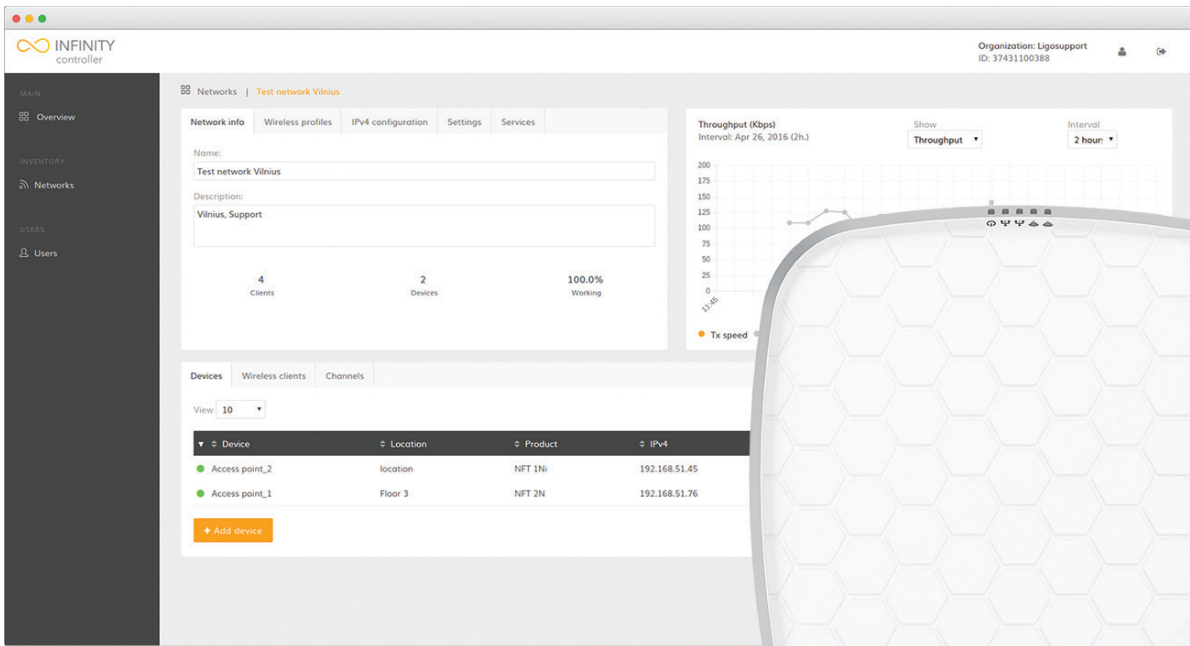 INFINITY
controller
Organization: Ligosupport
ID: 37431100388
MAIN
Overview
INVENTORY
Networks
USERS
Users
Networks | Test network Vilnius
Network info Wireless profiles IPv4 configuration Settings Services
Name:
Test network Vilnius
Description:
Vilnius, Support
4 2 100.0%
Clients Devices Working
Throughput (Kbps)
Interval: Apr 26, 2016 (2h.)
Show
Throughput
Interval
2 hour
200
175
150
125
100
75
50
25
0
11:45
Tx speed
Devices Wireless clients Channels
View 10
Device Location Product IPv4
Access point_2 location NFT 1Ni 192.168.51.45
Access point_1 Floor 3 NFT 2N 192.168.51.76
+ Add device